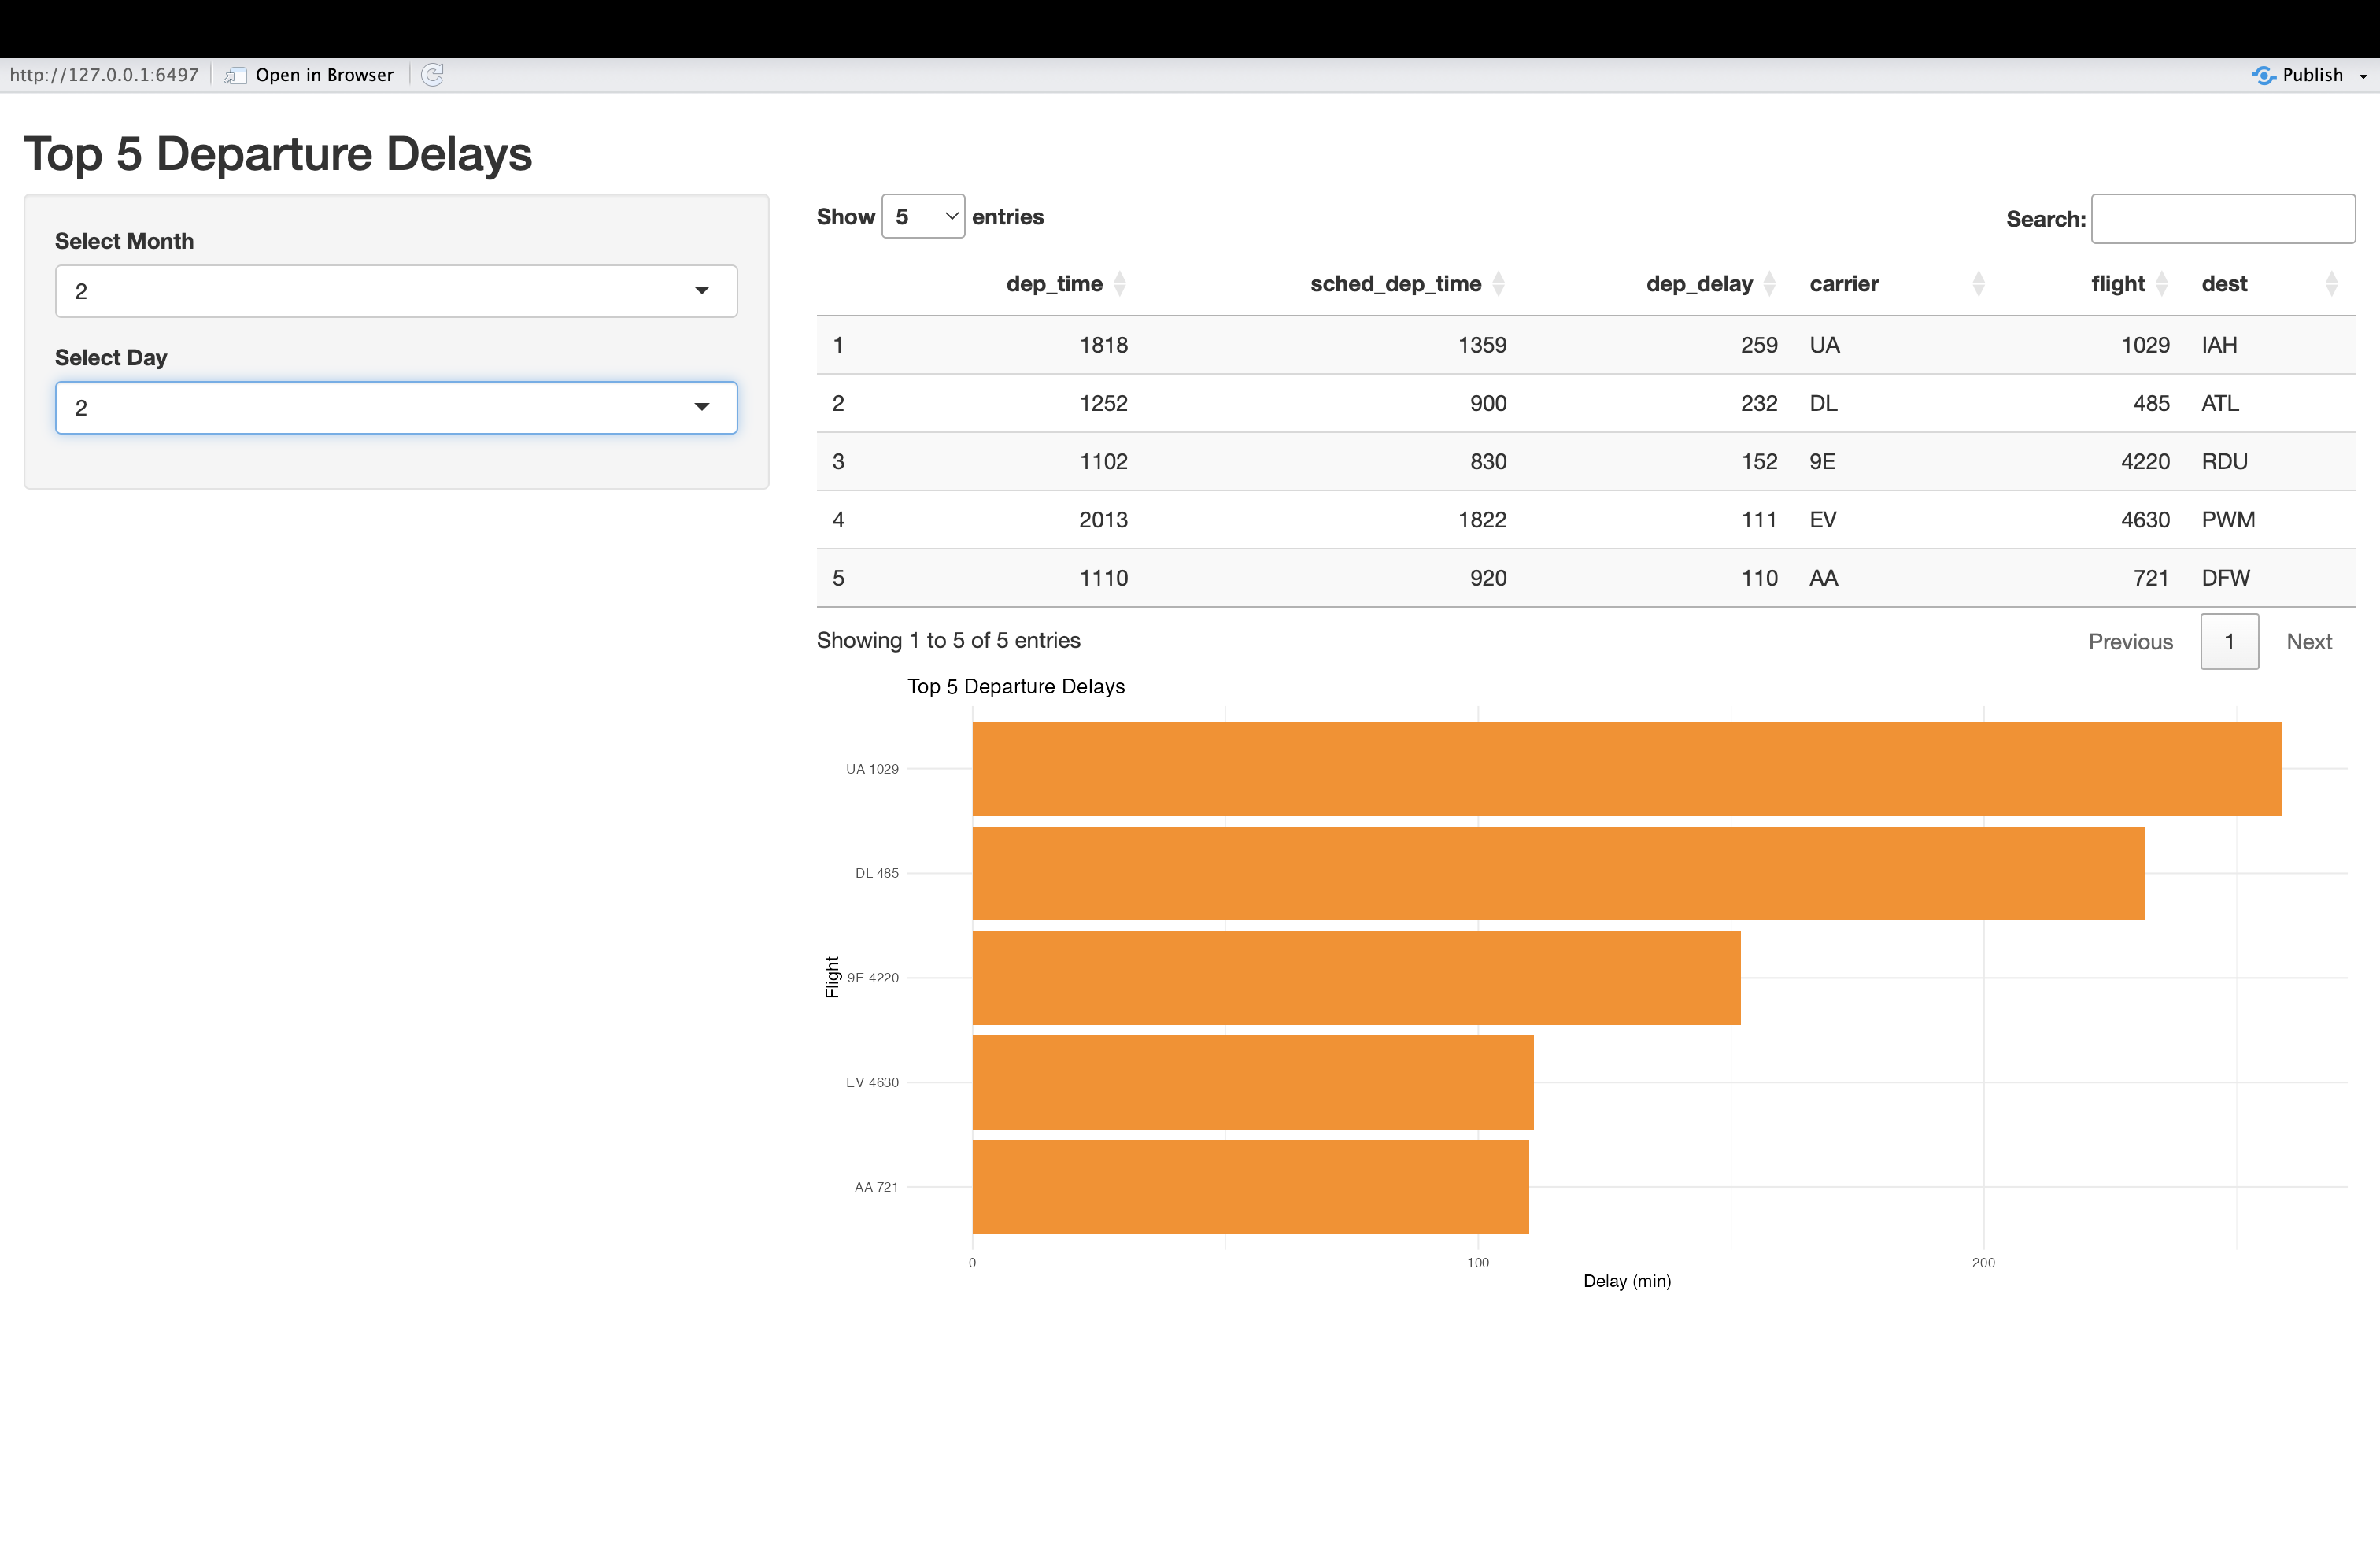 http://127.0.0.1:6497 Open in Browser Publish
Top 5 Departure Delays
Select Month
2
Select Day
2
Show 5 entries Search:
dep_time sched_dep_time dep_delay carrier flight dest
1 1818 1359 259 UA 1029 IAH
2 1252 900 232 DL 485 ATL
3 1102 830 152 9E 4220 RDU
4 2013 1822 111 EV 4630 PWM
5 1110 920 110 AA 721 DFW
Showing 1 to 5 of 5 entries Previous 1 Next
Top 5 Departure Delays
UA 1029
DL 485
9E 4220
EV 4630
AA 721
Flight
0 100 200
Delay (min)